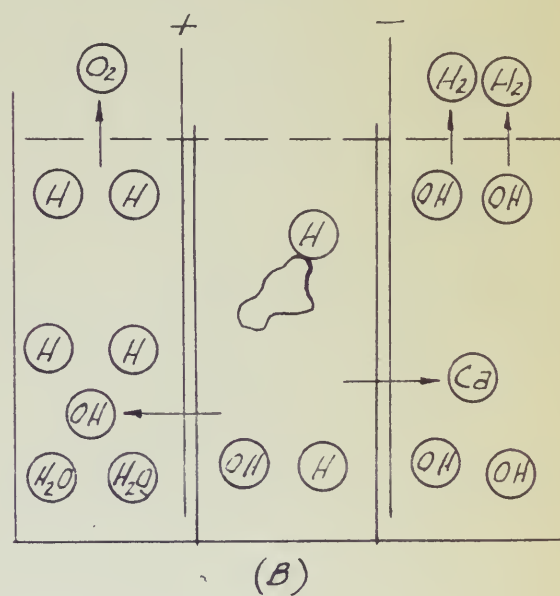 + −
O₂ H₂ H₂
H H OH OH
H
H H Ca
OH
H₂O H₂O OH H OH OH
(B)